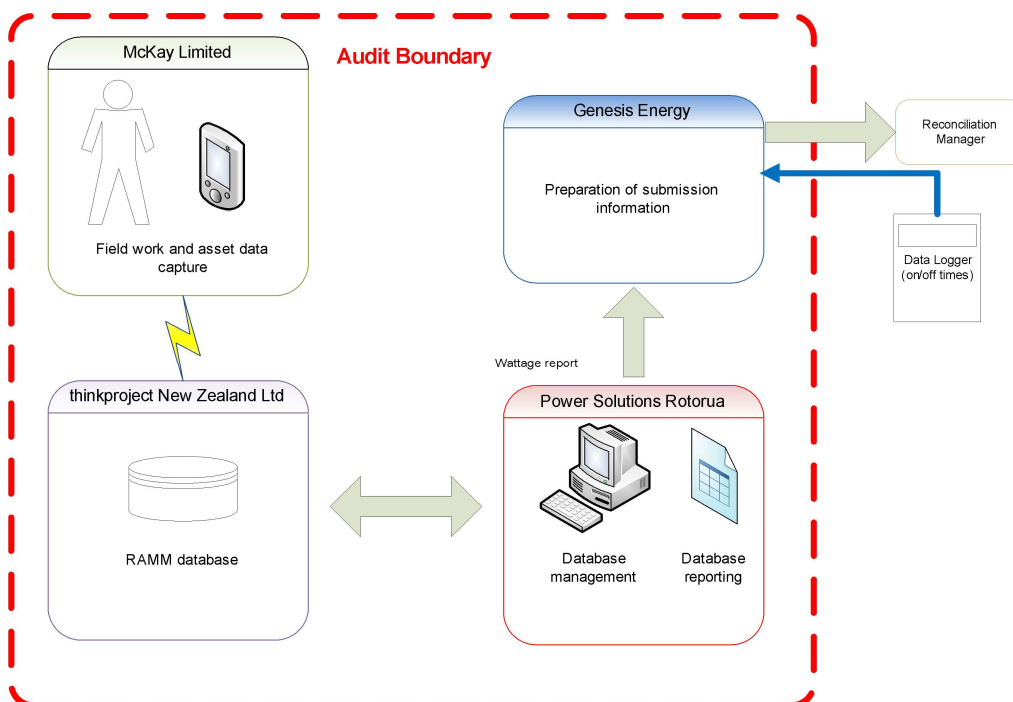 McKay Limited
Audit Boundary
Field work and asset data
capture
Genesis Energy
Preparation of submission
information
Reconciliation
Manager
Data Logger
(on/off times)
Wattage report
thinkproject New Zealand Ltd
RAMM database
Power Solutions Rotorua
Database
management
Database
reporting